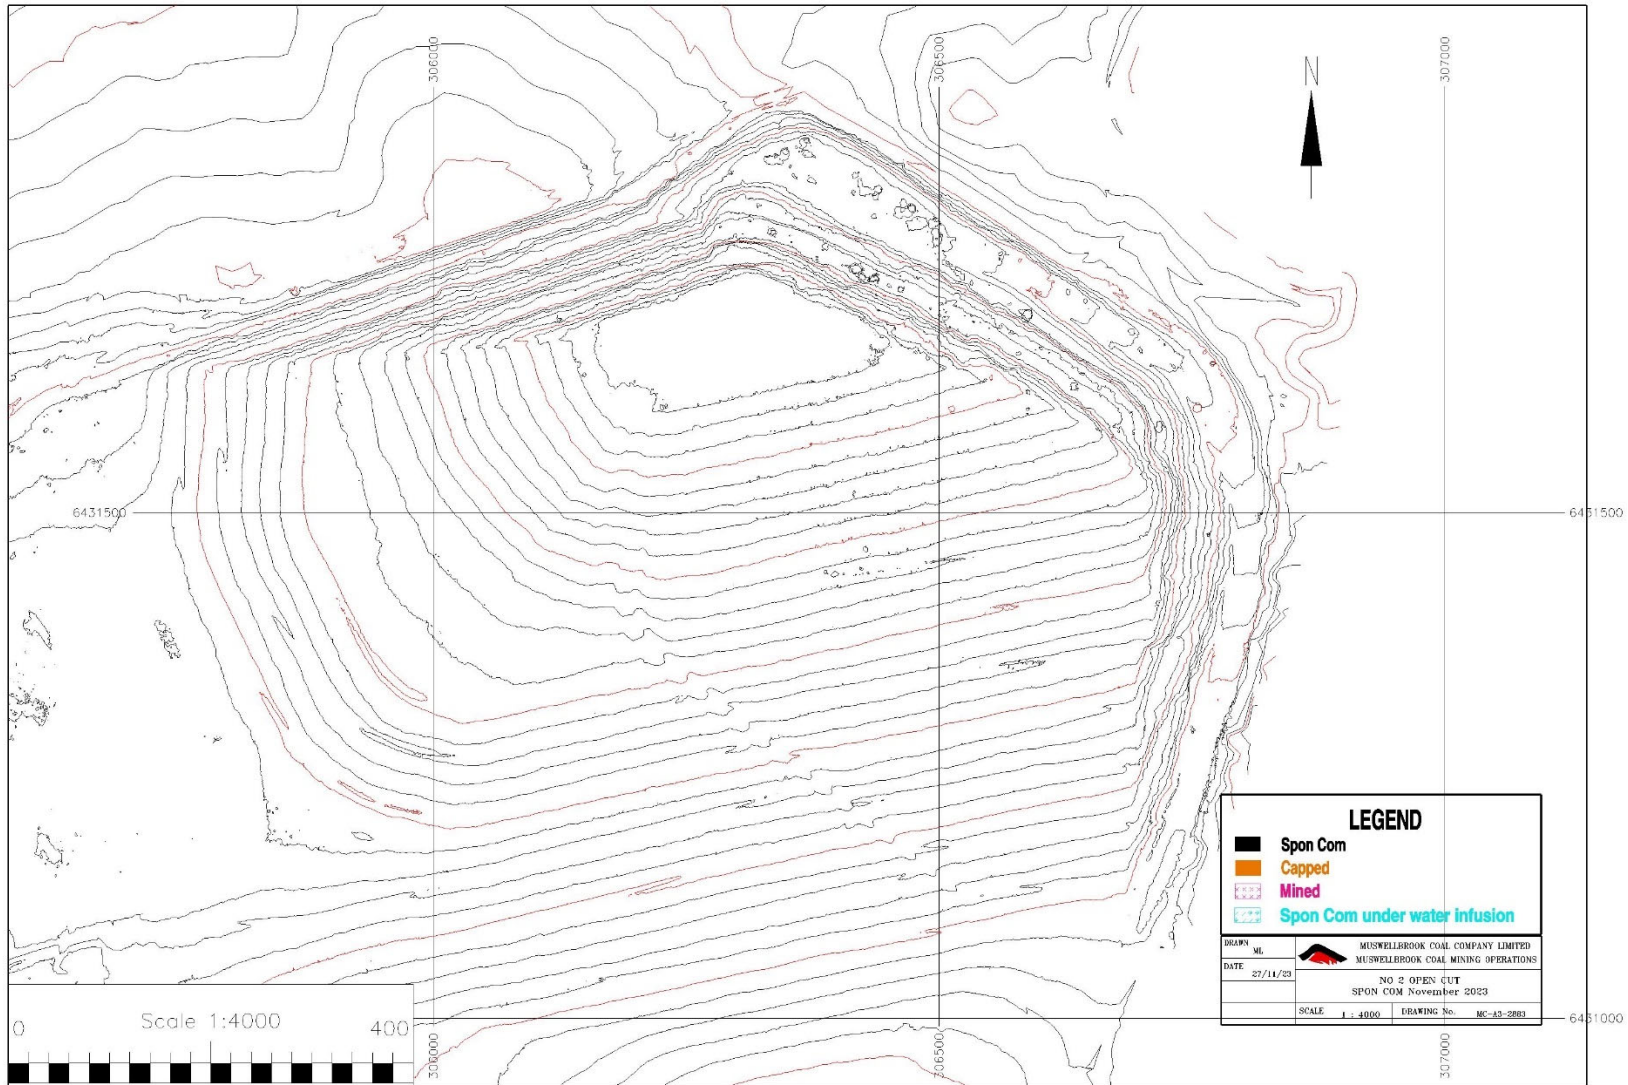 306000
306500
307000
N
6431500
6431500
LEGEND
Spon Com
Capped
Mined
Spon Com under water infusion
DRAWN
ML
MUSWELLBROOK COAL COMPANY LIMITED
MUSWELLBROOK COAL MINING OPERATIONS
DATE
27/11/23
NO 2 OPEN CUT
SPON COM November 2023
SCALE
1 : 4000
DRAWING No.
MC-A3-2883
6431000
0
Scale 1:4000
400
306000
306500
307000